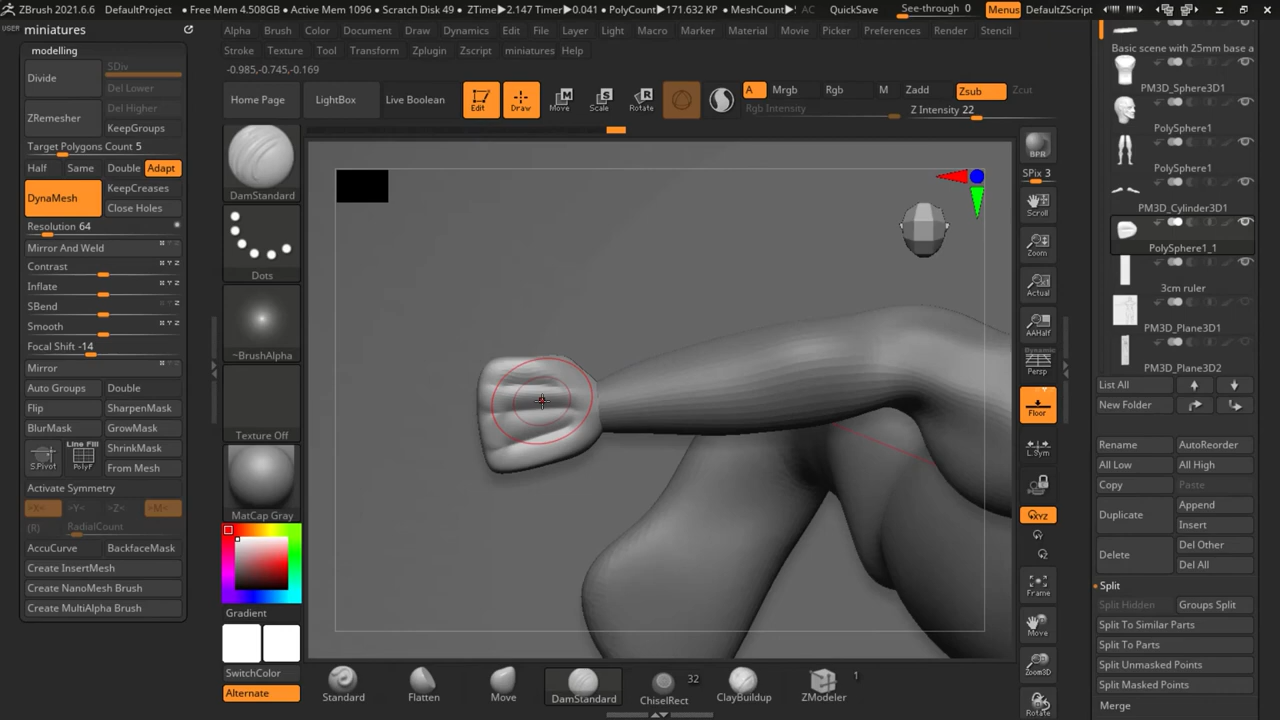 ZBrush 2021.6.6 DefaultProject • Free Mem 4.508GB • Active Mem 1096 • Scratch Disk 49 • ZTime▶2.147 Timer▶0.041 • PolyCount▶171.632 KP • MeshCount▶5 AC QuickSave See-through 0 Menus DefaultZScript
USER miniatures
Alpha Brush Color Document Draw Dynamics Edit File Layer Light Macro Marker Material Movie Picker Preferences Render Stencil
Stroke Texture Tool Transform Zplugin Zscript miniatures Help
-0.985,-0.745,-0.169
modelling
Divide
SDiv
Del Lower
ZRemesher
Del Higher
KeepGroups
Target Polygons Count 5
Half Same Double Adapt
DynaMesh
KeepCreases
Close Holes
Resolution 64
Mirror And Weld
Contrast
Inflate
SBend
Smooth
Focal Shift -14
Mirror
Auto Groups Double
Flip SharpenMask
BlurMask GrowMask
S.Pivot
Line Fill
PolyF
ShrinkMask
From Mesh
Activate Symmetry
>X< >Y< >Z< >M<
(R) RadialCount
AccuCurve BackfaceMask
Create InsertMesh
Create NanoMesh Brush
Create MultiAlpha Brush
Home Page LightBox Live Boolean Edit Draw Move Scale Rotate
A Mrgb Rgb M Zadd Zsub Zcut
Rgb Intensity Z Intensity 22
DamStandard
Dots
~BrushAlpha
Texture Off
MatCap Gray
Gradient
SwitchColor
Alternate
BPR
SPix 3
Scroll
Zoom
Actual
AAHalf
Dynamic
Persp
Floor
L.Sym
XYZ
Frame
Move
Zoom3D
Rotate
Standard Flatten Move DamStandard ChiselRect 32 ClayBuildup ZModeler 1
Basic scene with 25mm base a
PM3D_Sphere3D1
PolySphere1
PolySphere1
PM3D_Cylinder3D1
PolySphere1_1
3cm ruler
PM3D_Plane3D1
PM3D_Plane3D2
List All
New Folder
Rename AutoReorder
All Low All High
Copy Paste
Duplicate
Append
Insert
Delete
Del Other
Del All
Split
Split Hidden Groups Split
Split To Similar Parts
Split To Parts
Split Unmasked Points
Split Masked Points
Merge